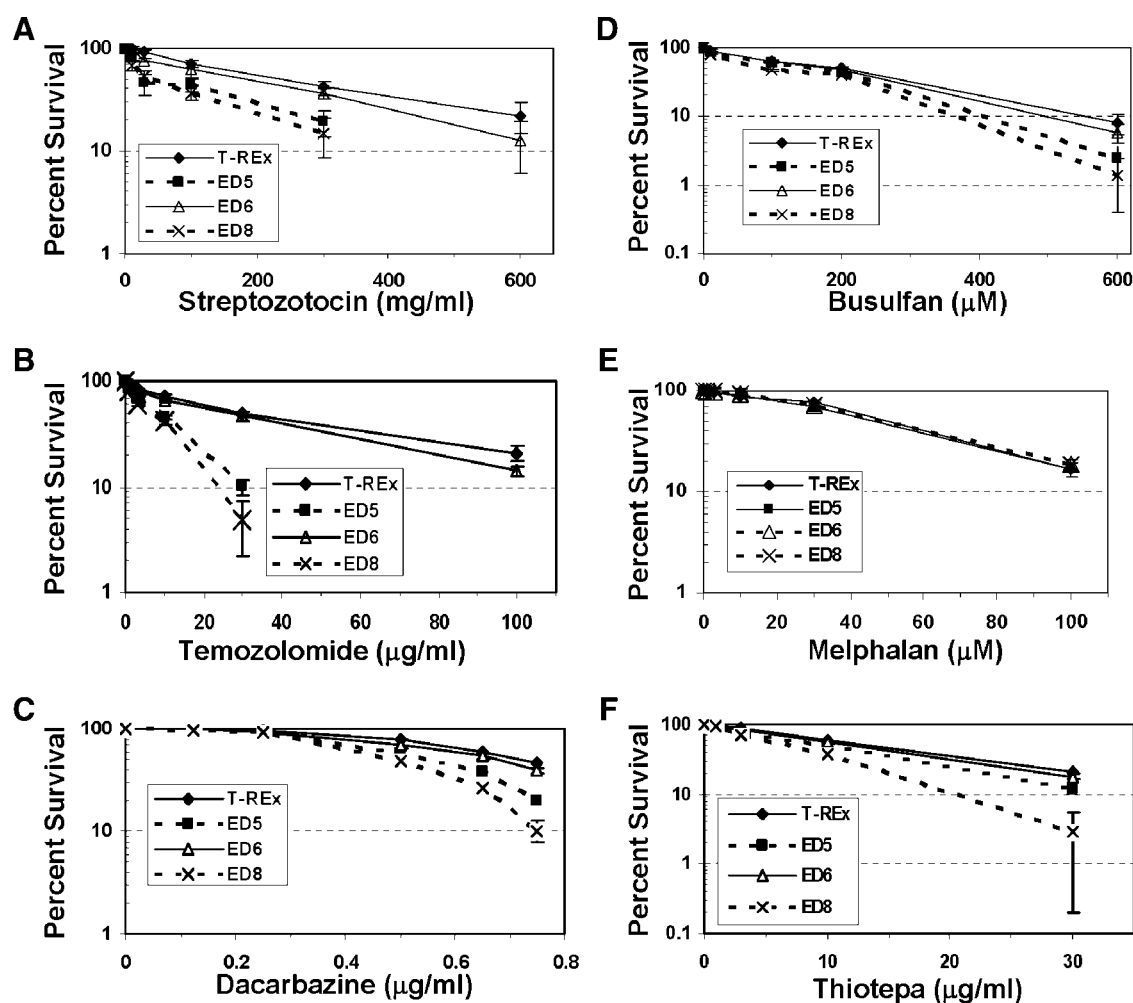 A
Percent Survival
100
10
1
T-REx
ED5
ED6
ED8
0 200 400 600
Streptozotocin (mg/ml)
B
Percent Survival
100
10
1
T-REx
ED5
ED6
ED8
0 20 40 60 80 100
Temozolomide (μg/ml)
C
Percent Survival
100
10
1
T-REx
ED5
ED6
ED8
0 0.2 0.4 0.6 0.8
Dacarbazine (μg/ml)
D
Percent Survival
100
10
1
0.1
T-REx
ED5
ED6
ED8
0 200 400 600
Busulfan (μM)
E
Percent Survival
100
10
1
T-REx
ED5
ED6
ED8
0 20 40 60 80 100
Melphalan (μM)
F
Percent Survival
100
10
1
0.1
T-REx
ED5
ED6
ED8
0 10 20 30
Thiotepa (μg/ml)